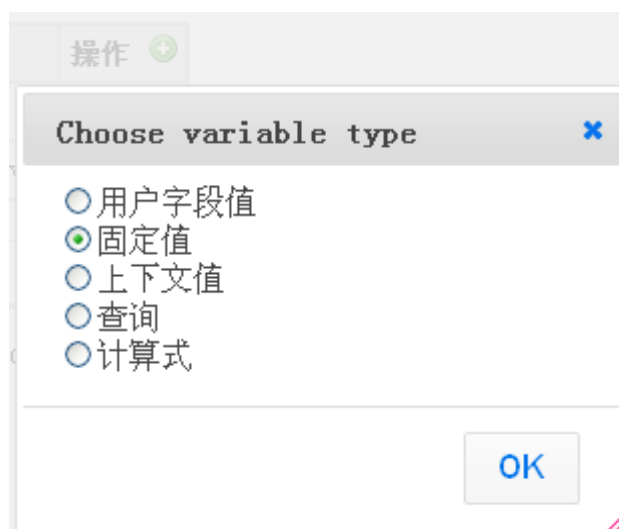 操作
Choose variable type
用户字段值
固定值
上下文值
查询
计算式
OK